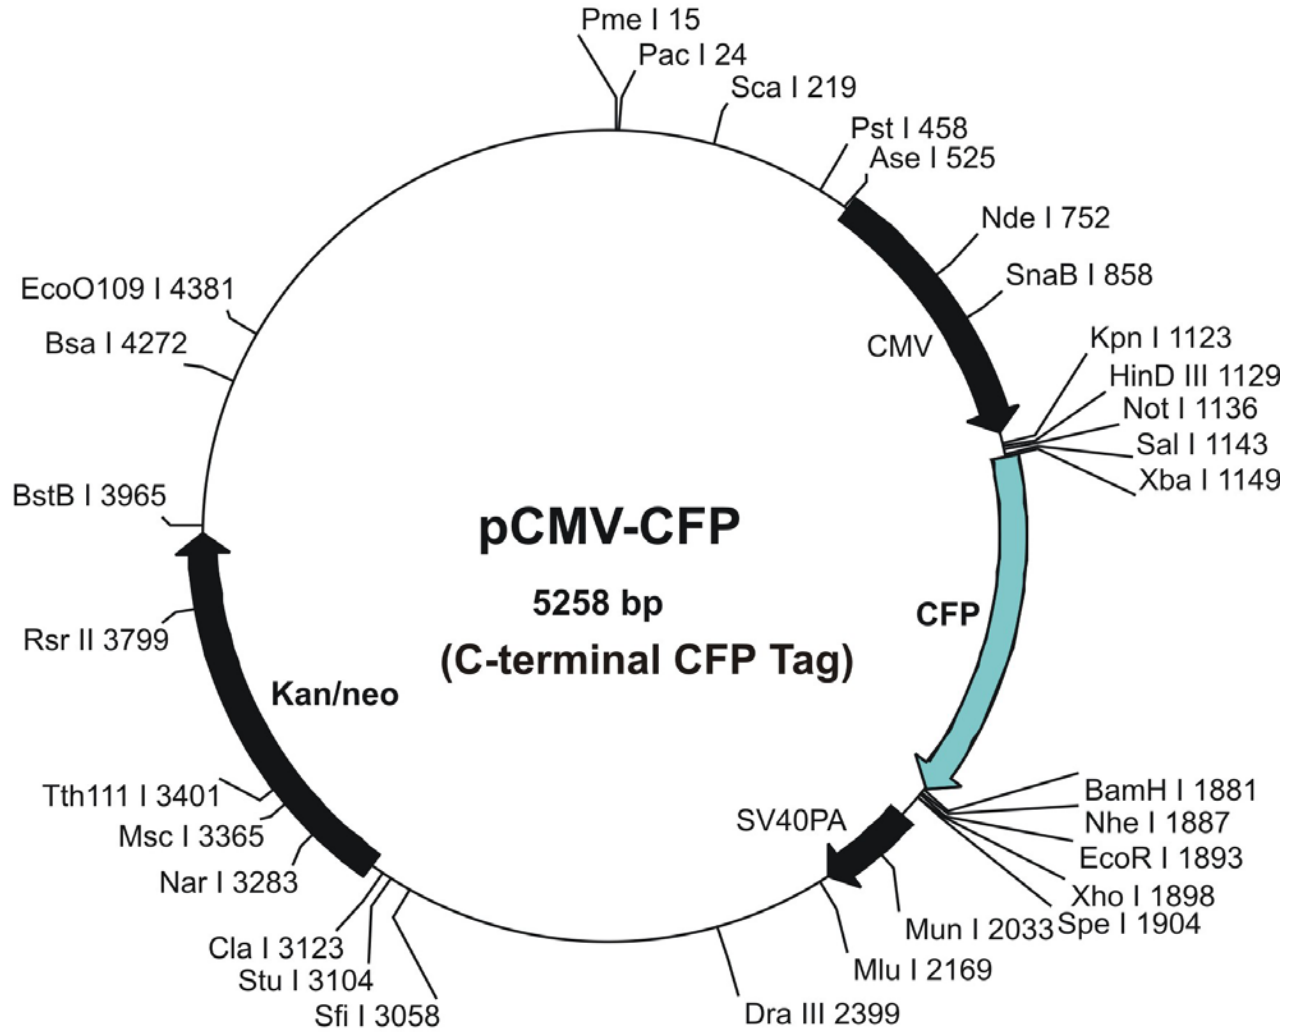 Pme I 15
Pac I 24
Sca I 219
Pst I 458
Ase I 525
Nde I 752
SnaB I 858
CMV
Kpn I 1123
HinD III 1129
Not I 1136
Sal I 1143
Xba I 1149
EcoO109 I 4381
Bsa I 4272
BstB I 3965
pCMV-CFP
5258 bp
(C-terminal CFP Tag)
CFP
Rsr II 3799
Kan/neo
Tth111 I 3401
Msc I 3365
Nar I 3283
SV40PA
BamH I 1881
Nhe I 1887
EcoR I 1893
Xho I 1898
Spe I 1904
Mun I 2033
Mlu I 2169
Dra III 2399
Cla I 3123
Stu I 3104
Sfi I 3058